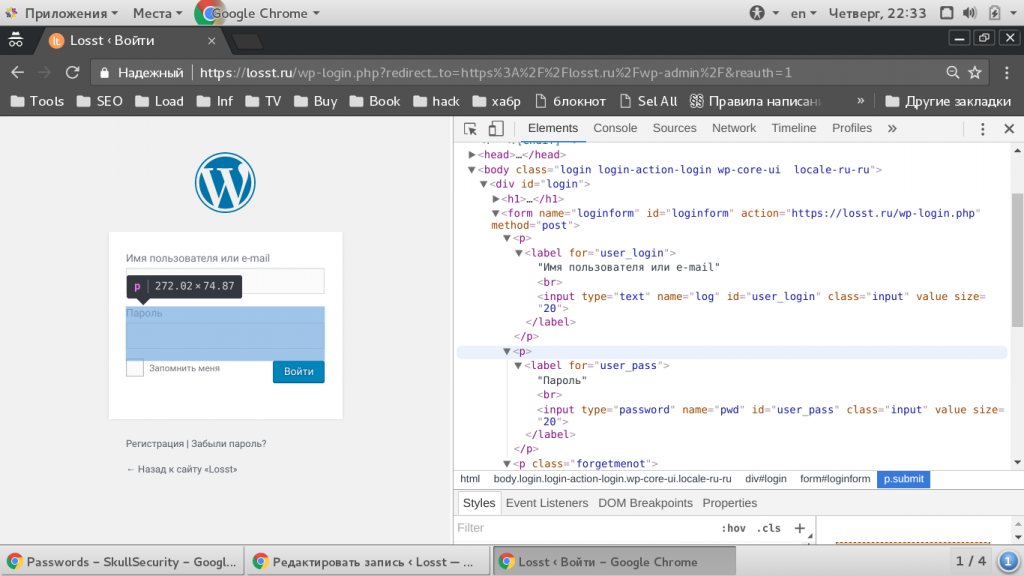 Приложения Места Google Chrome en Четверг, 22:33
Losst ‹ Войти
Надежный https://losst.ru/wp-login.php?redirect_to=https%3A%2F%2Flosst.ru%2Fwp-admin%2F&reauth=1
Tools SEO Load Inf TV Buy Book hack хабр блокнот Sel All Правила написан » Другие закладки
Имя пользователя или e-mail
p 272.02×74.87
Пароль
Запомнить меня Войти
Регистрация | Забыли пароль?
← Назад к сайту «Losst»
Elements Console Sources Network Timeline Profiles »
<head>…</head>
<body class="login login-action-login wp-core-ui  locale-ru-ru">
<div id="login">
<h1>…</h1>
<form name="loginform" id="loginform" action="https://losst.ru/wp-login.php"
method="post">
<p>
<label for="user_login">
"Имя пользователя или e-mail"
<br>
<input type="text" name="log" id="user_login" class="input" value size=
"20">
</label>
</p>
<p>
<label for="user_pass">
"Пароль"
<br>
<input type="password" name="pwd" id="user_pass" class="input" value size=
"20">
</label>
</p>
<p class="forgetmenot">
html body.login.login-action-login.wp-core-ui.locale-ru-ru div#login form#loginform p.submit
Styles Event Listeners DOM Breakpoints Properties
Filter :hov .cls +
Passwords – SkullSecurity – Googl... Редактировать запись ‹ Losst — ... Losst ‹ Войти – Google Chrome 1 / 4 1